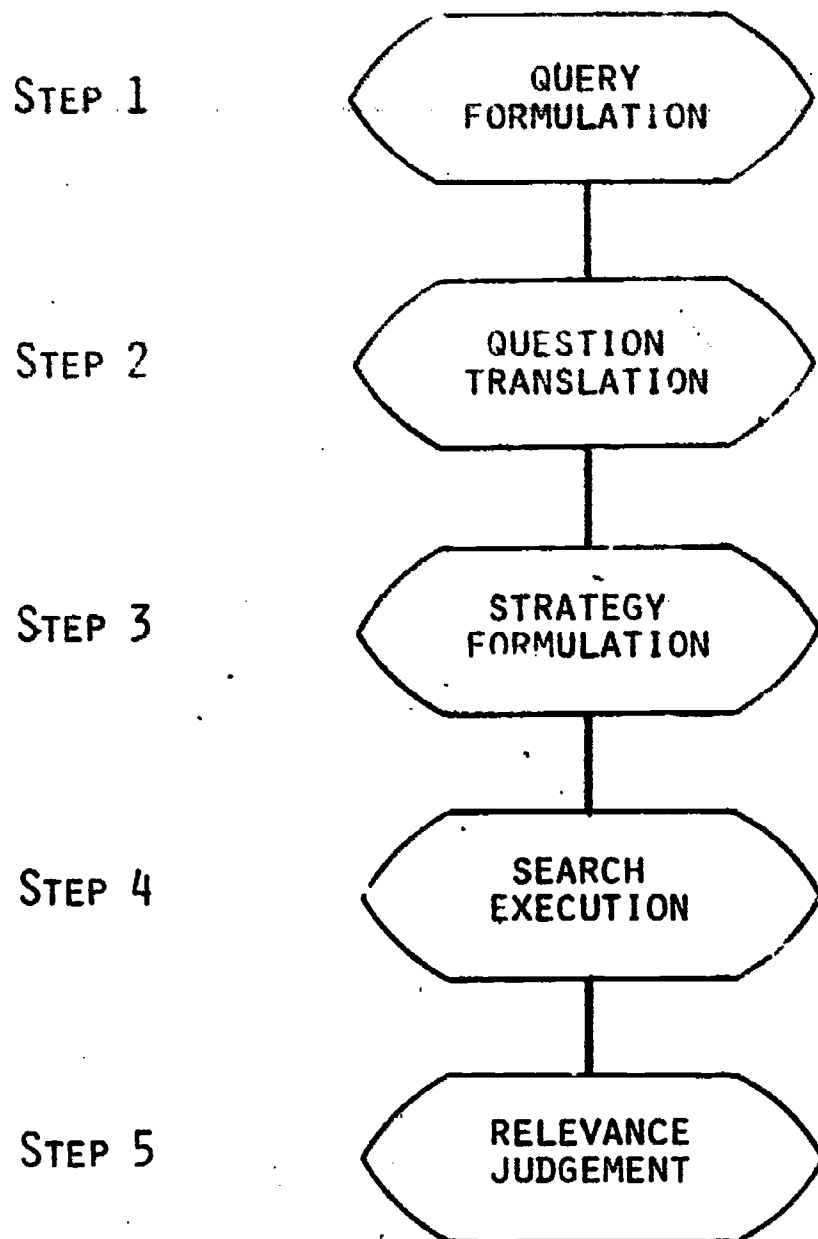 STEP 1
QUERY
FORMULATION
STEP 2
QUESTION
TRANSLATION
STEP 3
STRATEGY
FORMULATION
STEP 4
SEARCH
EXECUTION
STEP 5
RELEVANCE
JUDGEMENT